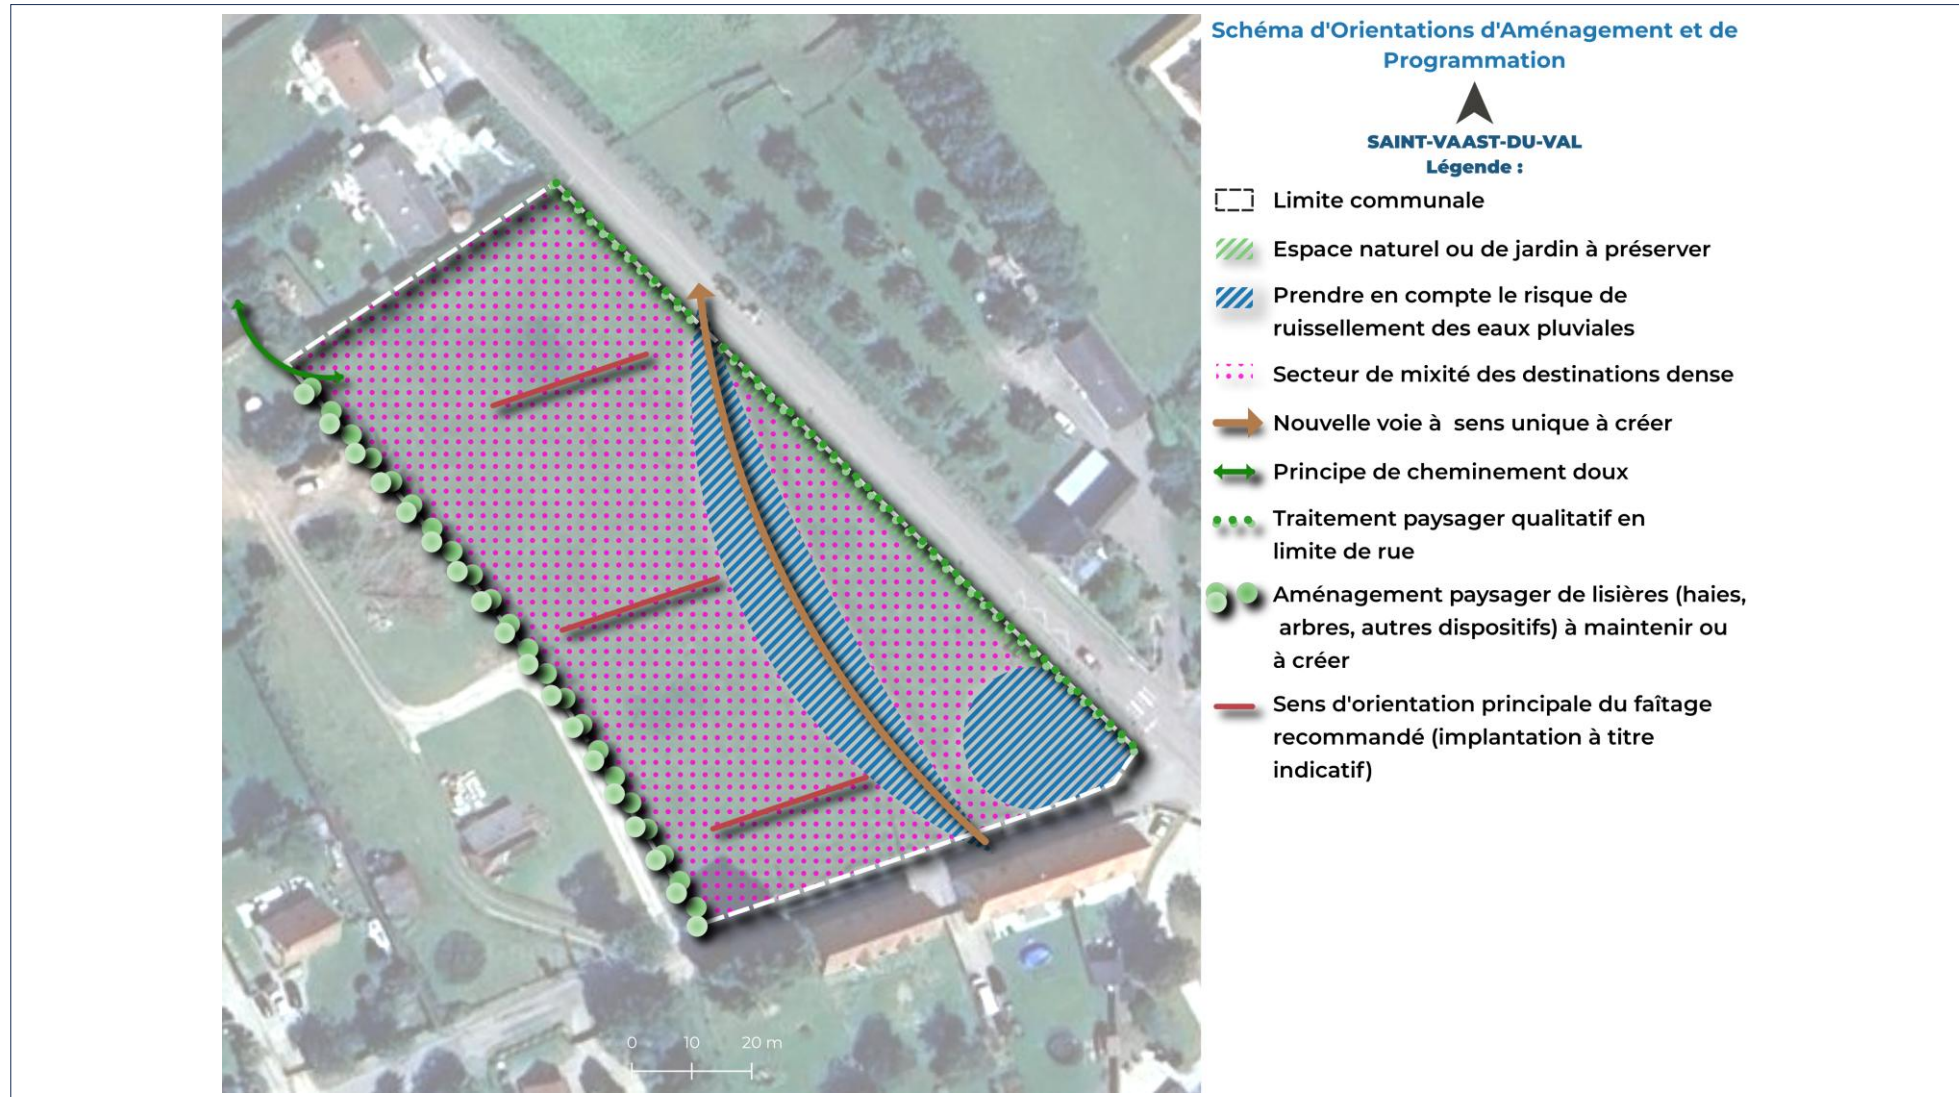 Schéma d'Orientations d'Aménagement et de
Programmation
SAINT-VAAST-DU-VAL
Légende :
Limite communale
Espace naturel ou de jardin à préserver
Prendre en compte le risque de
ruissellement des eaux pluviales
Secteur de mixité des destinations dense
Nouvelle voie à sens unique à créer
Principe de cheminement doux
Traitement paysager qualitatif en
limite de rue
Aménagement paysager de lisières (haies,
arbres, autres dispositifs) à maintenir ou
à créer
Sens d'orientation principale du faîtage
recommandé (implantation à titre
indicatif)
0 10 20 m